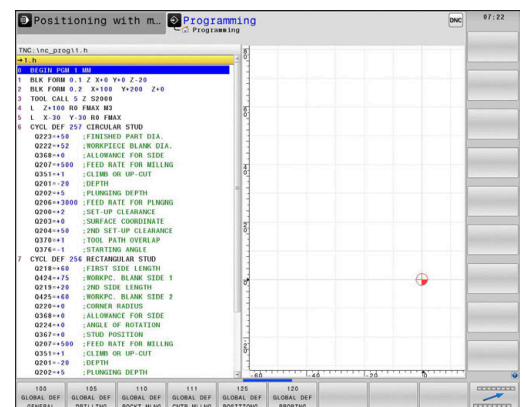 Positioning with m... Programming
Programming
DNC
07:22
TNC:\nc_prog\1.h
→1.h
0 BEGIN PGM 1 MM
1 BLK FORM 0.1 Z X+0 Y+0 Z-20
2 BLK FORM 0.2 X+100 Y+200 Z+0
3 TOOL CALL 5 Z S2000
4 L Z+100 R0 FMAX M3
5 L X-30 Y-30 R0 FMAX
6 CYCL DEF 257 CIRCULAR STUD
Q223=+50 ;FINISHED PART DIA.
Q222=+52 ;WORKPIECE BLANK DIA.
Q368=+0 ;ALLOWANCE FOR SIDE
Q207=+500 ;FEED RATE FOR MILLNG
Q351=+1 ;CLIMB OR UP-CUT
Q201=-20 ;DEPTH
Q202=+5 ;PLUNGING DEPTH
Q206=+3000 ;FEED RATE FOR PLNGNG
Q200=+2 ;SET-UP CLEARANCE
Q203=+0 ;SURFACE COORDINATE
Q204=+50 ;2ND SET-UP CLEARANCE
Q370=+1 ;TOOL PATH OVERLAP
Q376=-1 ;STARTING ANGLE
7 CYCL DEF 256 RECTANGULAR STUD
Q218=+60 ;FIRST SIDE LENGTH
Q424=+75 ;WORKPC. BLANK SIDE 1
Q219=+20 ;2ND SIDE LENGTH
Q425=+60 ;WORKPC. BLANK SIDE 2
Q220=+0 ;CORNER RADIUS
Q368=+0 ;ALLOWANCE FOR SIDE
Q224=+0 ;ANGLE OF ROTATION
Q367=+0 ;STUD POSITION
Q207=+500 ;FEED RATE FOR MILLNG
Q351=+1 ;CLIMB OR UP-CUT
Q201=-20 ;DEPTH
Q202=+5 ;PLUNGING DEPTH
-60 -40 -20 0
100 105 110 111 125 120
GLOBAL DEF GLOBAL DEF GLOBAL DEF GLOBAL DEF GLOBAL DEF GLOBAL DEF
GENERAL DRILLING POCKT MLNG CNTR MLLNG POSITIONG PROBING